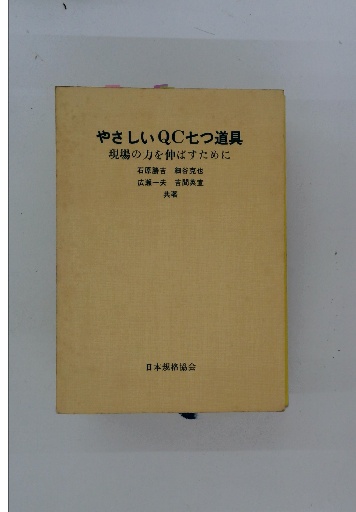 やさしいQC七つ道具
現場の力を伸ばすために
石原勝吉 細谷克也
広瀬一夫 吉間英宣
共著
日本規格協会